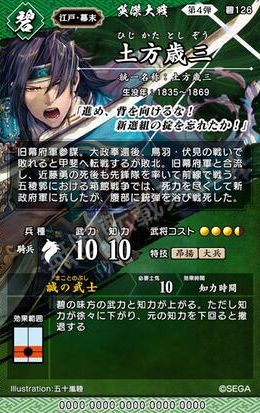 碧
江戸・幕末
英傑大戦
第4弾
碧126
ひじ かた とし ぞう
土方歳三
統一名称：土方歳三
生没年：1835～1869
「進め、背を向けるな！
新選組の掟を忘れたか！」
旧幕府軍参謀。大政奉還後、鳥羽・伏見の戦いで
敗れると甲斐へ転戦するが敗北。旧幕府軍と合流
し、近藤勇の死後も先鋒隊を率いて前線で戦う。
五稜郭における箱館戦争では、死力を尽くして新
政府軍に抗したが、腰部に銃弾を浴び戦死した。
兵種 武力 知力 武将コスト
騎兵 10 10 特技 昂揚 大兵
まことのぶし 必要士気 効果時間
誠の武士 10 知力時間
効果範囲
碧の味方の武力と知力が上がる。ただし知
力が徐々に下がり、元の知力を下回ると撤
退する
Illustration:五十嵐睦
©SEGA
0000-0000-0000-0000-0000